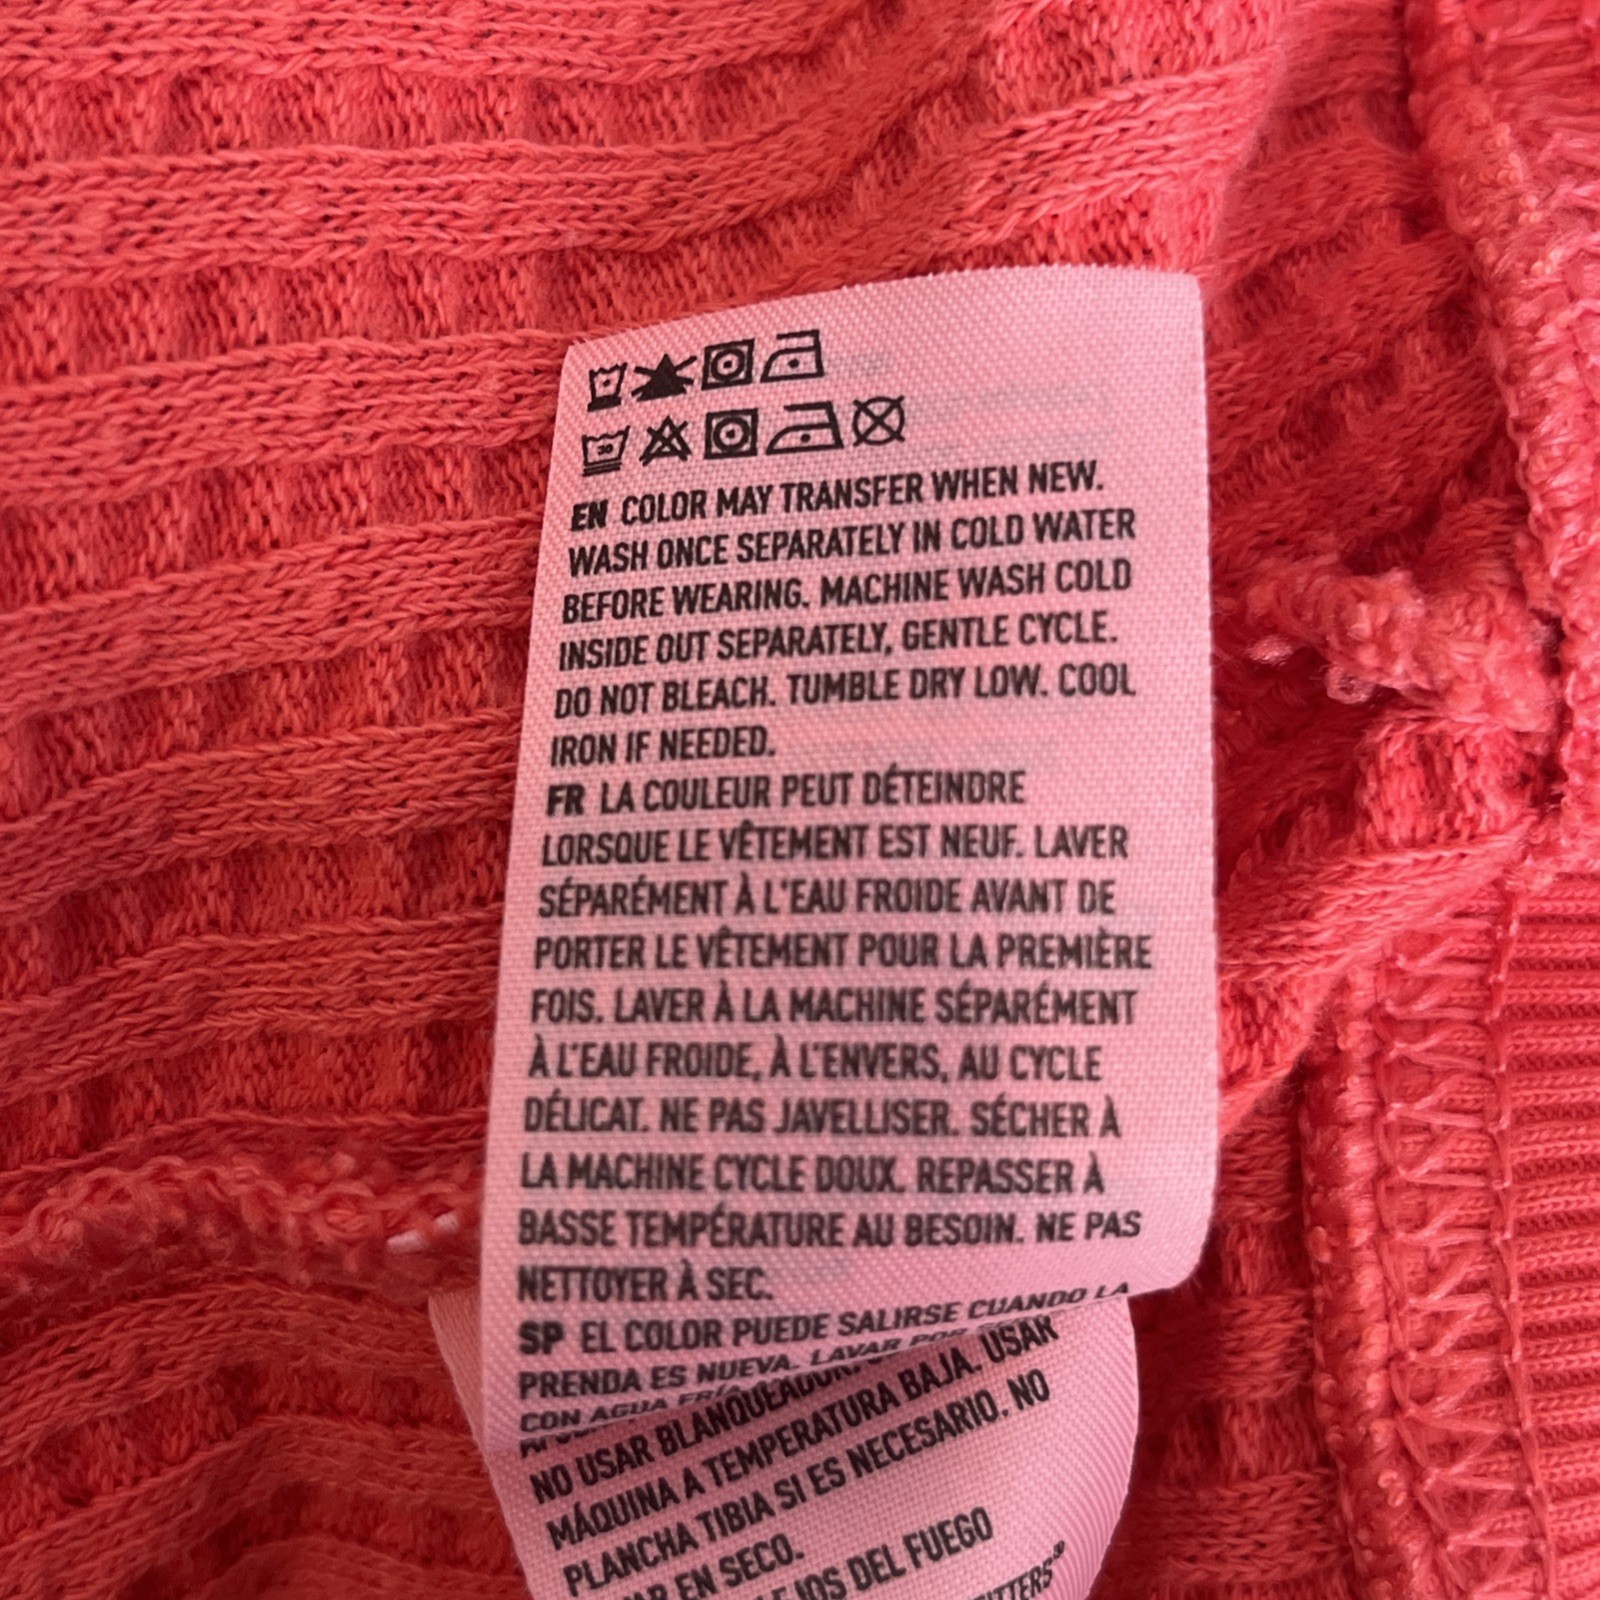 30
EN COLOR MAY TRANSFER WHEN NEW.
WASH ONCE SEPARATELY IN COLD WATER
BEFORE WEARING. MACHINE WASH COLD
INSIDE OUT SEPARATELY, GENTLE CYCLE.
DO NOT BLEACH. TUMBLE DRY LOW. COOL
IRON IF NEEDED.
FR LA COULEUR PEUT DÉTEINDRE
LORSQUE LE VÊTEMENT EST NEUF. LAVER
SÉPARÉMENT À L'EAU FROIDE AVANT DE
PORTER LE VÊTEMENT POUR LA PREMIÈRE
FOIS. LAVER À LA MACHINE SÉPARÉMENT
À L'EAU FROIDE, À L'ENVERS, AU CYCLE
DÉLICAT. NE PAS JAVELLISER. SÉCHER À
LA MACHINE CYCLE DOUX. REPASSER À
BASSE TEMPÉRATURE AU BESOIN. NE PAS
NETTOYER À SEC.
SP EL COLOR PUEDE SALIRSE CUANDO LA
PRENDA ES NUEVA. LAVAR
CON AGUA
NO USAR BLANQUEADOR
MÁQUINA A TEMPERATURA BAJA. USAR
PLANCHA TIBIA SI ES NECESARIO. NO
EN SECO.
DEL FUEGO